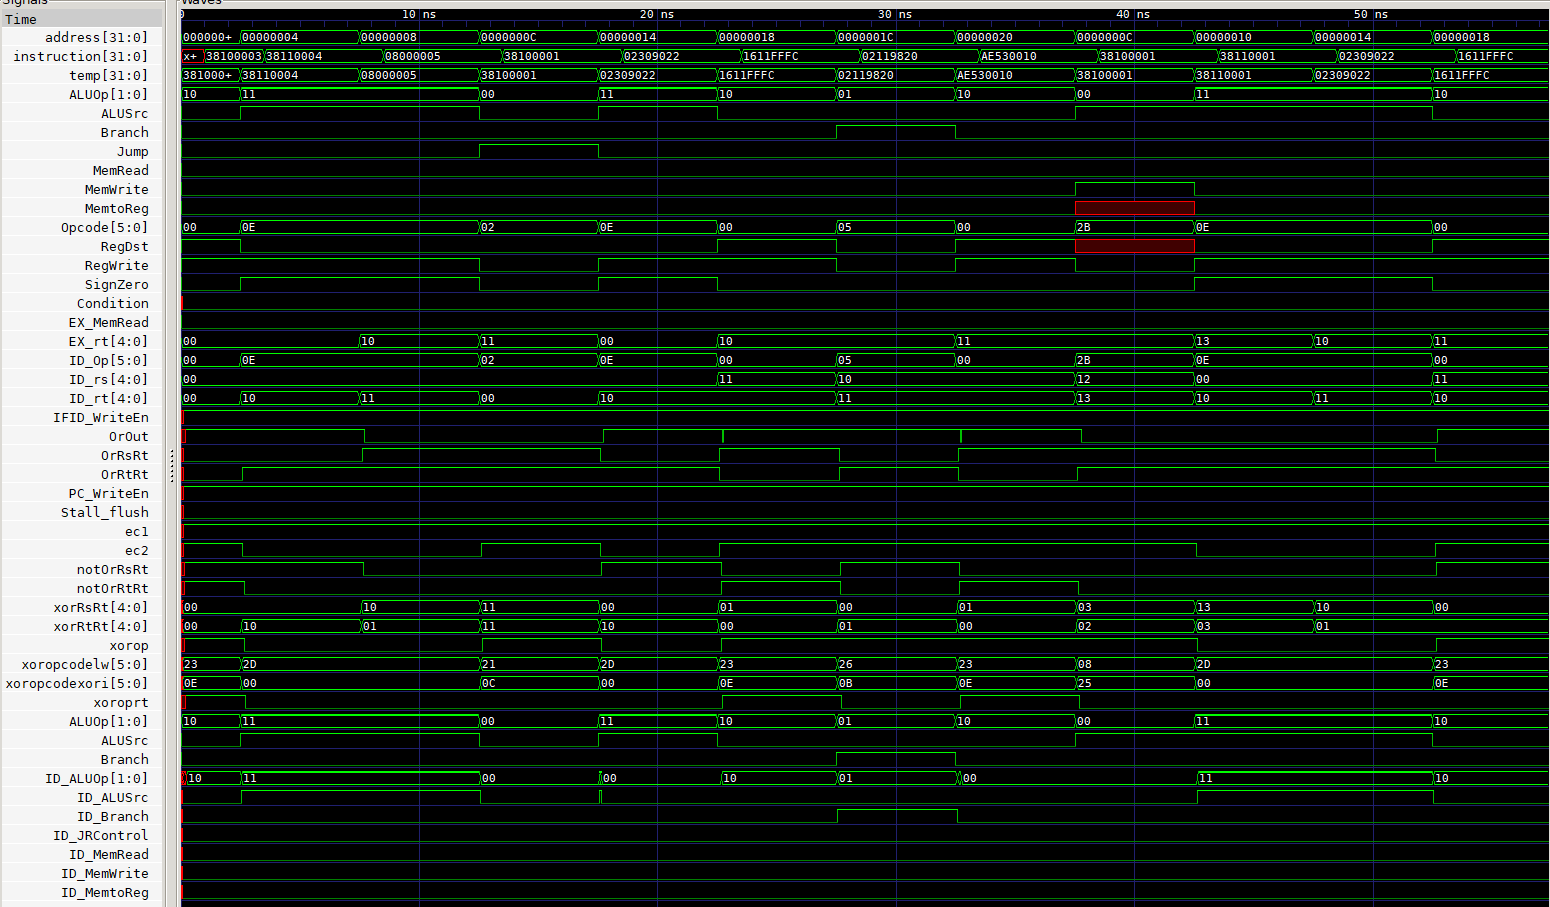 Signals Waves
Time 0 10 ns 20 ns 30 ns 40 ns 50 ns
address[31:0] 000000+ 00000004 00000008 0000000C 00000014 00000018 0000001C 00000020 0000000C 00000010 00000014 00000018
instruction[31:0] x+ 38100003 38110004 08000005 38100001 02309022 1611FFFC 02119820 AE530010 38100001 38110001 02309022 1611FFFC
temp[31:0] 381000+ 38110004 08000005 38100001 02309022 1611FFFC 02119820 AE530010 38100001 38110001 02309022 1611FFFC
ALUOp[1:0] 10 11 00 11 10 01 10 00 11 10
ALUSrc
Branch
Jump
MemRead
MemWrite
MemtoReg
Opcode[5:0] 00 0E 02 0E 00 05 00 2B 0E 00
RegDst
RegWrite
SignZero
Condition
EX_MemRead
EX_rt[4:0] 00 10 11 00 10 11 13 10 11
ID_Op[5:0] 00 0E 02 0E 00 05 00 2B 0E 00
ID_rs[4:0] 00 11 10 12 00 11
ID_rt[4:0] 00 10 11 00 10 11 13 10 11 10
IFID_WriteEn
OrOut
OrRsRt
OrRtRt
PC_WriteEn
Stall_flush
ec1
ec2
notOrRsRt
notOrRtRt
xorRsRt[4:0] 00 10 11 00 01 00 01 03 13 10 00
xorRtRt[4:0] 00 10 01 11 10 00 01 00 02 03 01
xorop
xoropcodelw[5:0] 23 2D 21 2D 23 26 23 08 2D 23
xoropcodexori[5:0] 0E 00 0C 00 0E 0B 0E 25 00 0E
xoroprt
ALUOp[1:0] 10 11 00 11 10 01 10 00 11 10
ALUSrc
Branch
ID_ALUOp[1:0] 10 11 00 00 10 01 00 11 10
ID_ALUSrc
ID_Branch
ID_JRControl
ID_MemRead
ID_MemWrite
ID_MemtoReg